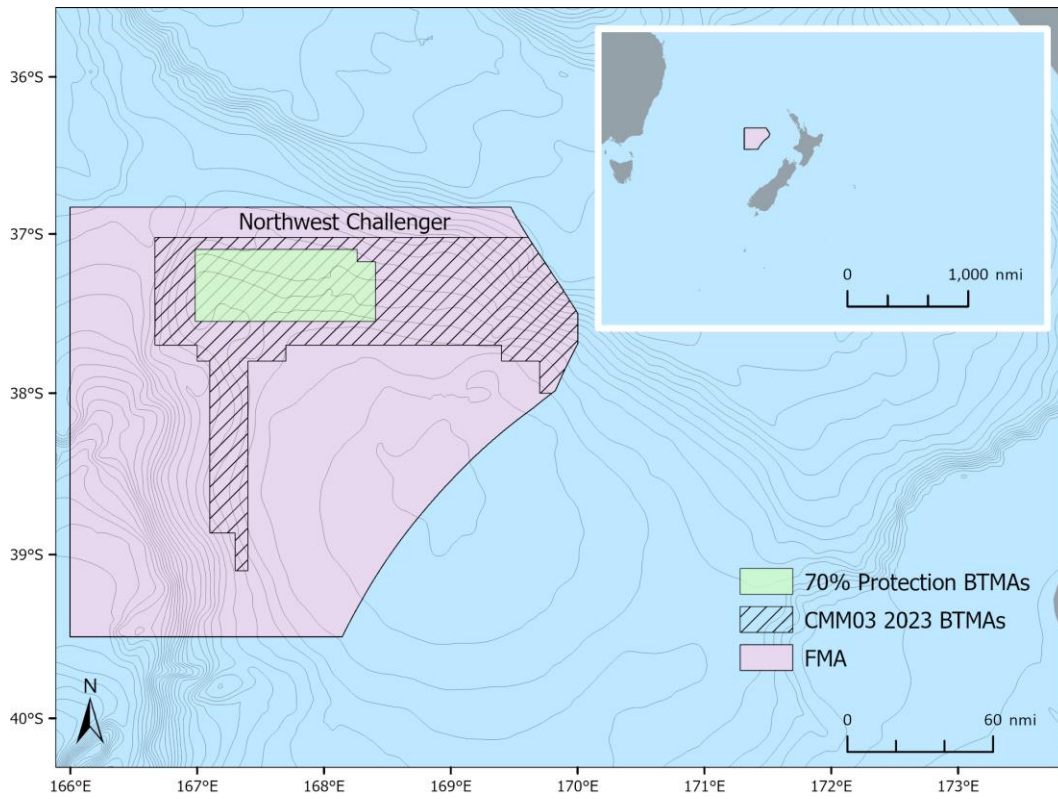 36°S
37°S
38°S
39°S
40°S
Northwest Challenger
0 1,000 nmi
70% Protection BTMAs
CMM03 2023 BTMAs
FMA
N
0 60 nmi
166°E 167°E 168°E 169°E 170°E 171°E 172°E 173°E